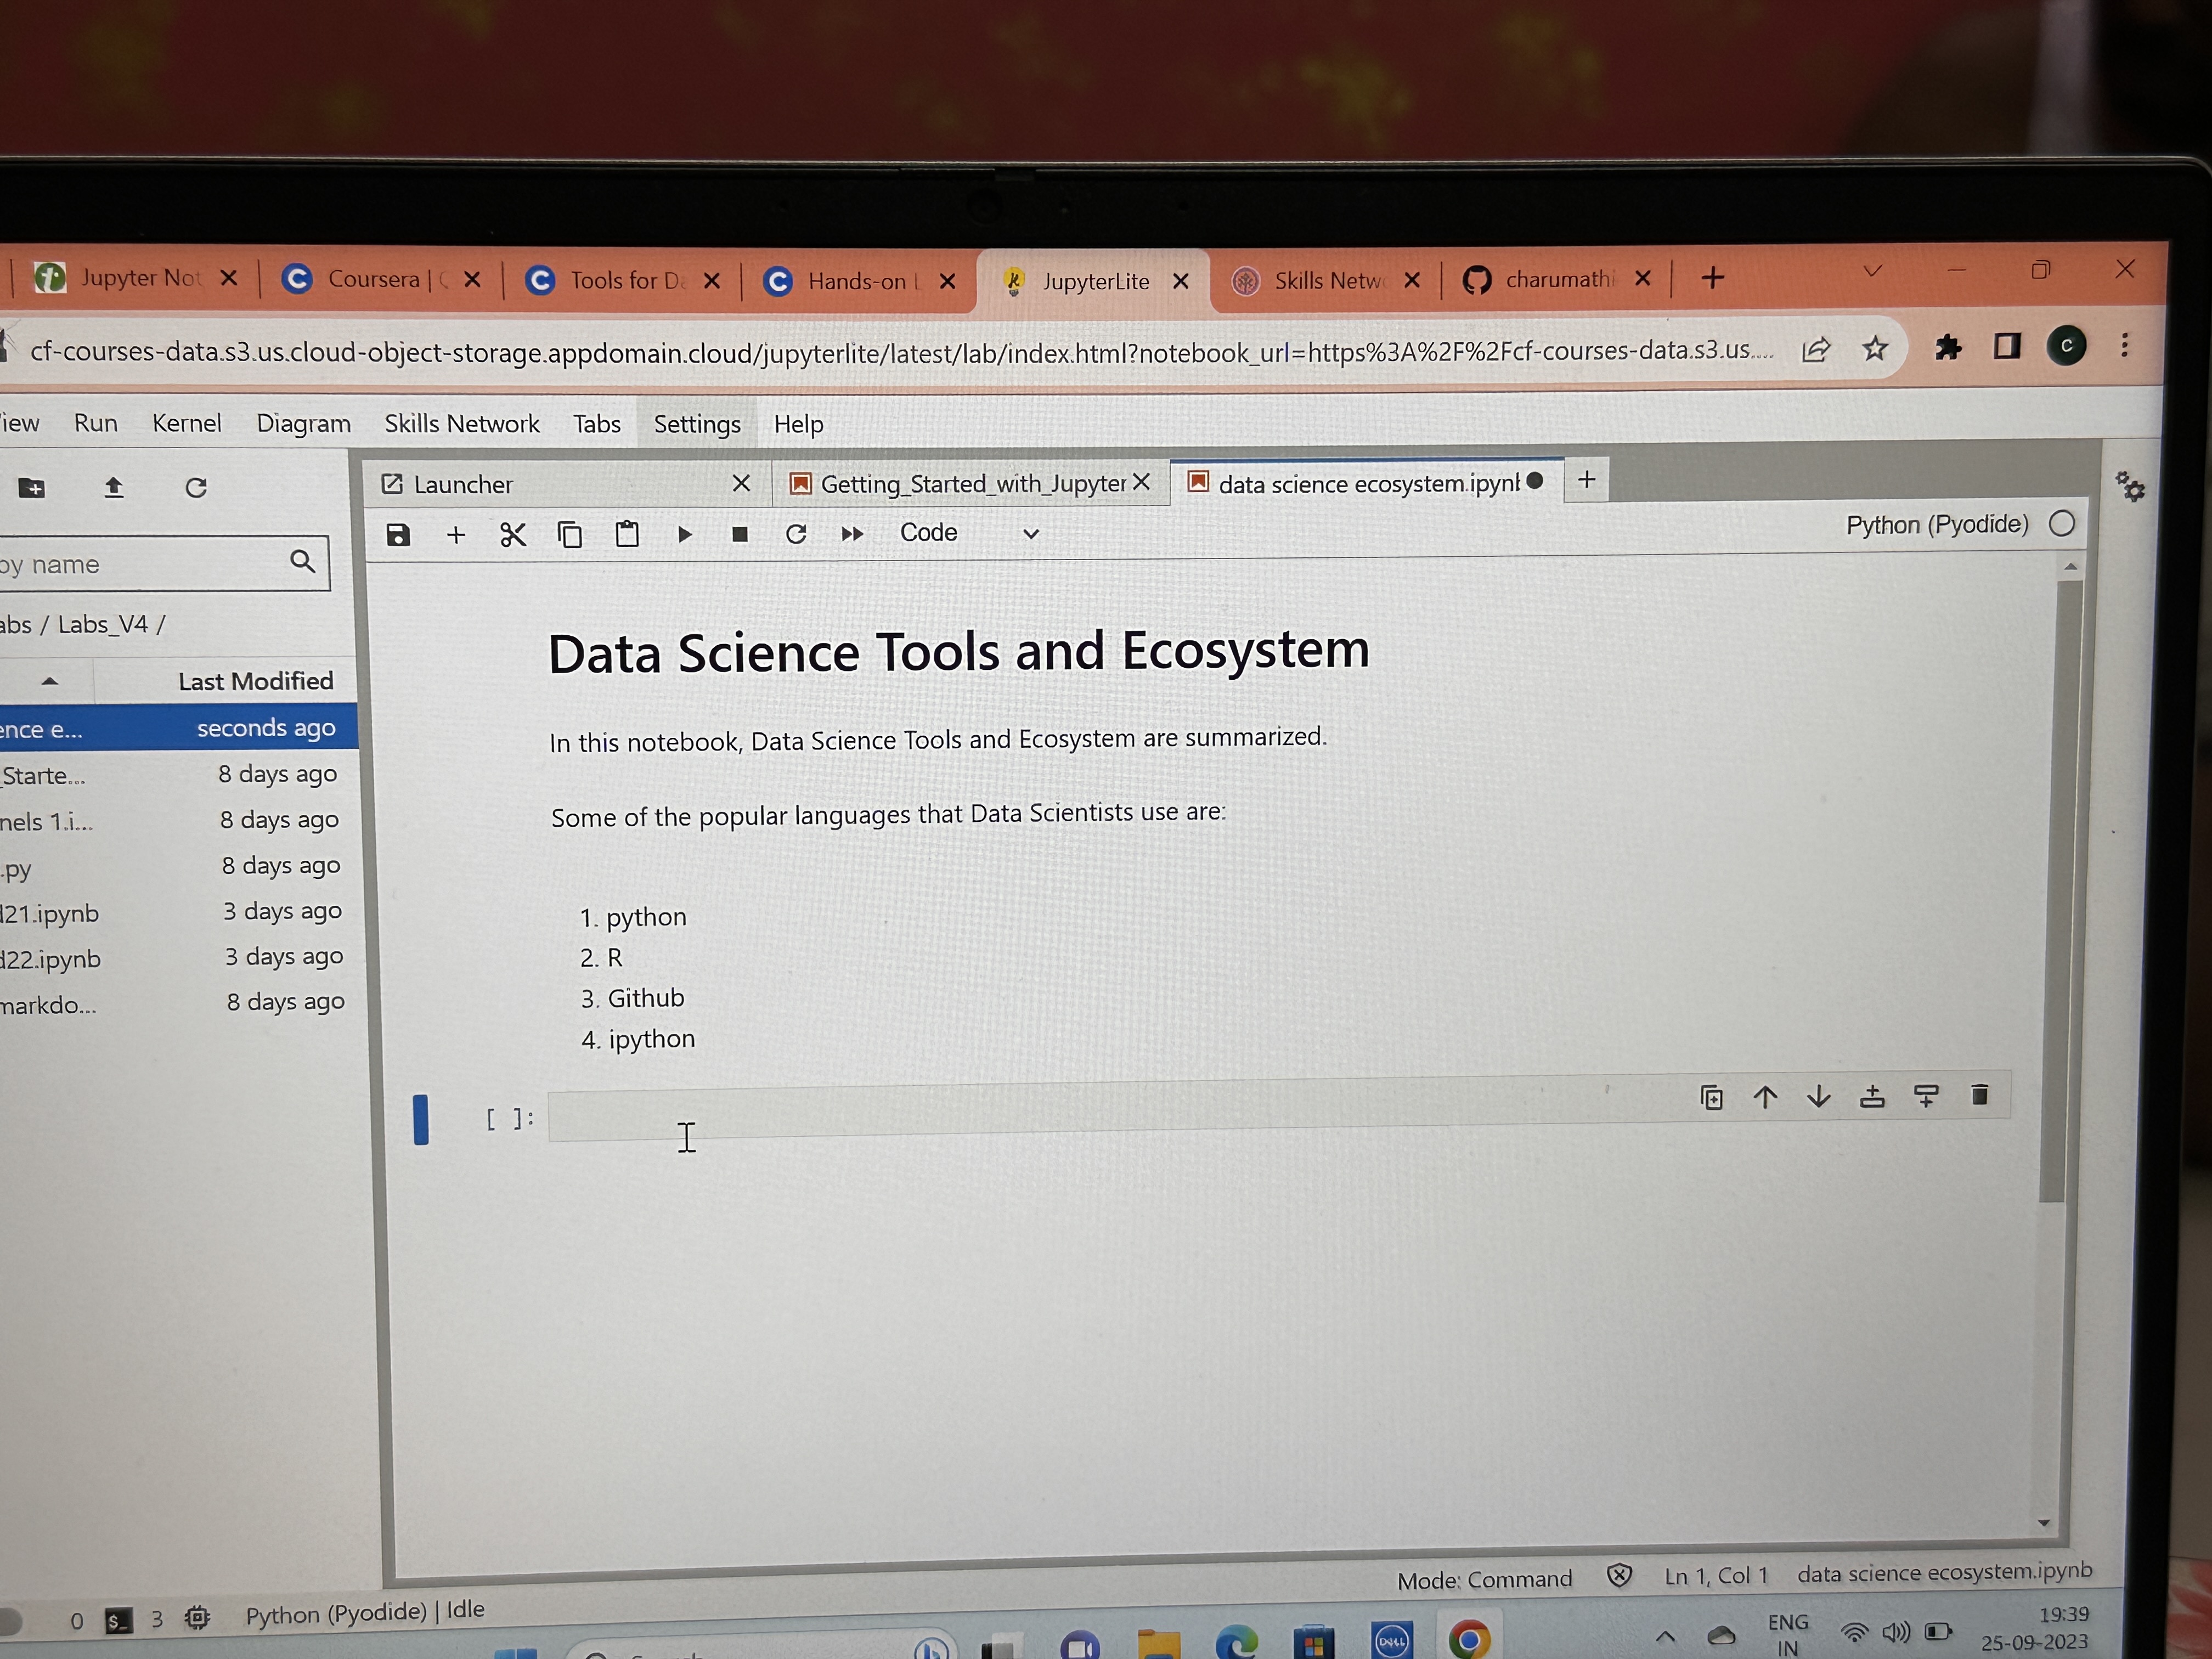 Jupyter Not
Coursera |
Tools for Da
Hands-on
JupyterLite
Skills Netw
charumathi
cf-courses-data.s3.us.cloud-object-storage.appdomain.cloud/jupyterlite/latest/lab/index.html?notebook_url=https%3A%2F%2Fcf-courses-data.s3.us....
C
iew Run Kernel Diagram Skills Network Tabs Settings Help
Launcher
Getting_Started_with_Jupyter
data science ecosystem.ipynb
Code
Python (Pyodide)
by name
abs / Labs_V4 /
Last Modified
ence e... seconds ago
_Starte... 8 days ago
nels 1.i... 8 days ago
.py 8 days ago
d21.ipynb 3 days ago
d22.ipynb 3 days ago
markdo... 8 days ago
Data Science Tools and Ecosystem
In this notebook, Data Science Tools and Ecosystem are summarized.
Some of the popular languages that Data Scientists use are:
1. python
2. R
3. Github
4. ipython
[ ]:
Mode: Command
Ln 1, Col 1
data science ecosystem.ipynb
0 $_ 3 Python (Pyodide) | Idle
DELL
ENG
IN
19:39
25-09-2023